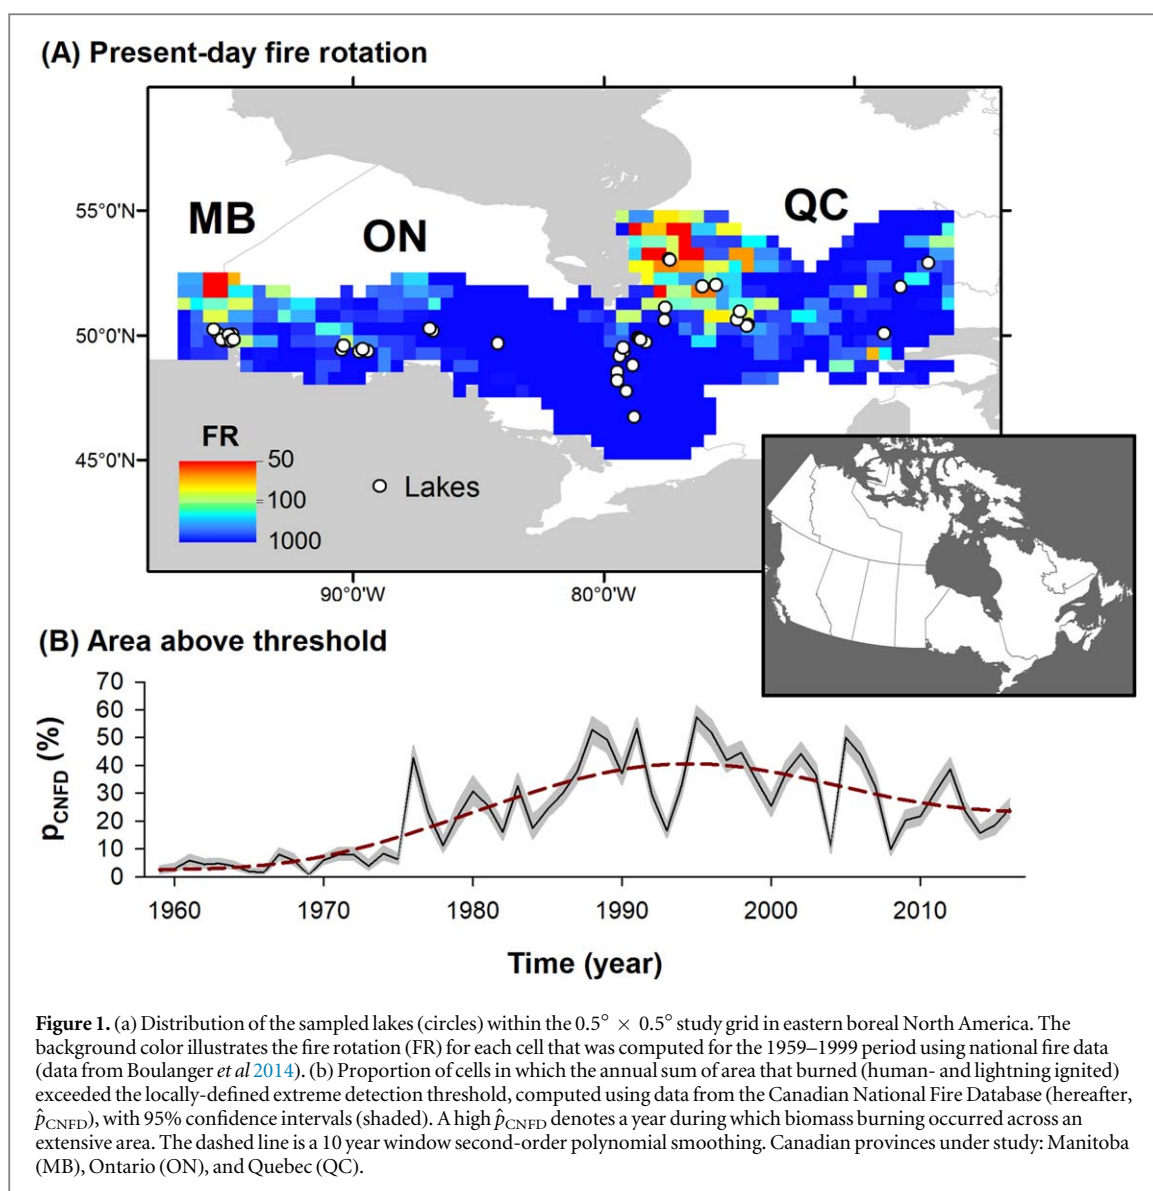 (A) Present-day fire rotation
55°0'N
50°0'N
45°0'N
MB
ON
QC
FR
50
100
1000
Lakes
90°0'W
80°0'W
(B) Area above threshold
p_CNFD (%)
70
60
50
40
30
20
10
0
1960 1970 1980 1990 2000 2010
Time (year)
Figure 1. (a) Distribution of the sampled lakes (circles) within the 0.5° × 0.5° study grid in eastern boreal North America. The
background color illustrates the fire rotation (FR) for each cell that was computed for the 1959–1999 period using national fire data
(data from Boulanger et al 2014). (b) Proportion of cells in which the annual sum of area that burned (human- and lightning ignited)
exceeded the locally-defined extreme detection threshold, computed using data from the Canadian National Fire Database (hereafter,
p̂_CNFD), with 95% confidence intervals (shaded). A high p̂_CNFD denotes a year during which biomass burning occurred across an
extensive area. The dashed line is a 10 year window second-order polynomial smoothing. Canadian provinces under study: Manitoba
(MB), Ontario (ON), and Quebec (QC).